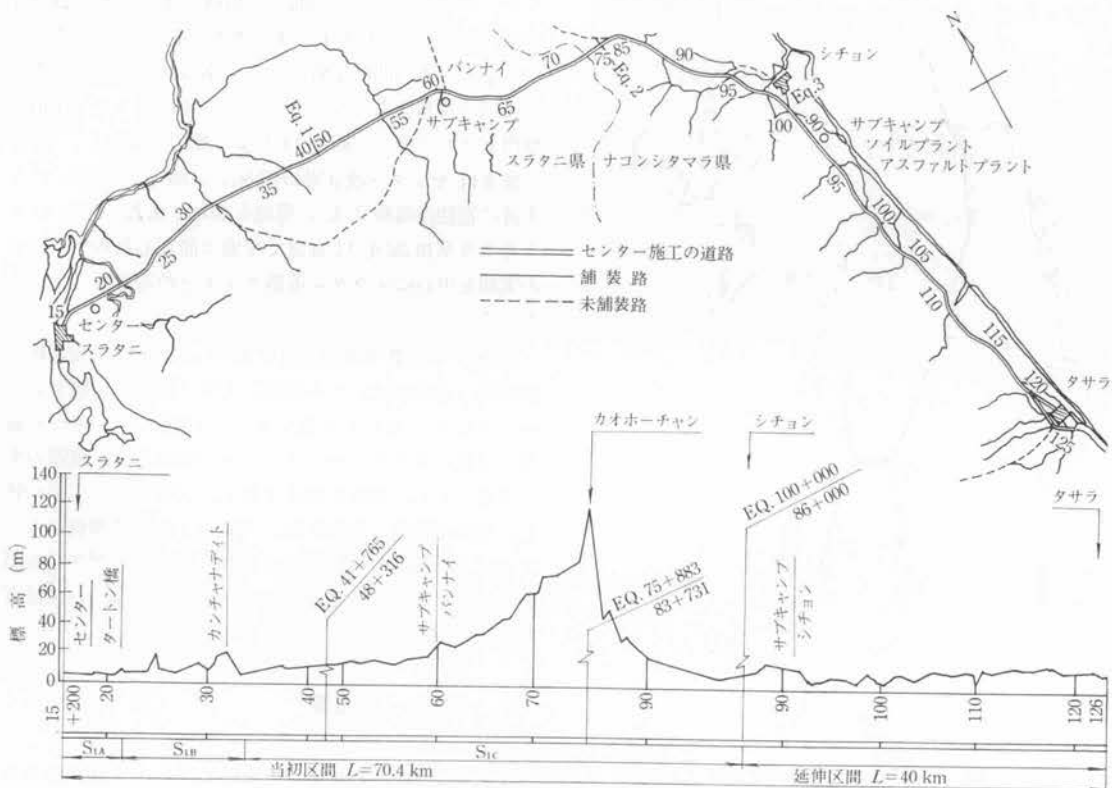 N
シチョン
85
90
70
75
バンナイ
Eq. 2
60
95
Eq.3
65
サブキャンプ
55
Eq. 1
40/50
100
90
サブキャンプ
ソイルプラント
アスファルトプラント
スラタニ県
ナコンシタマラ県
35
95
30
100
センター施工の道路
105
25
舗装路
20
未舗装路
110
15
センター
115
スラタニ
タサラ
120
125
スラタニ
カオホーチャン
シチョン
タサラ
標高 (m)
140
120
100
80
60
40
20
0
センター
タートン橋
カンチャナディト
EQ. 41+765
48+316
サブキャンプ
バンナイ
EQ. 75+883
83+731
EQ. 100+000
86+000
サブキャンプ
シチョン
15
+200
20
30
40
50
60
70
90
90
100
110
120
126
S1A
S1B
S1C
当初区間 L=70.4 km
延伸区間 L=40 km